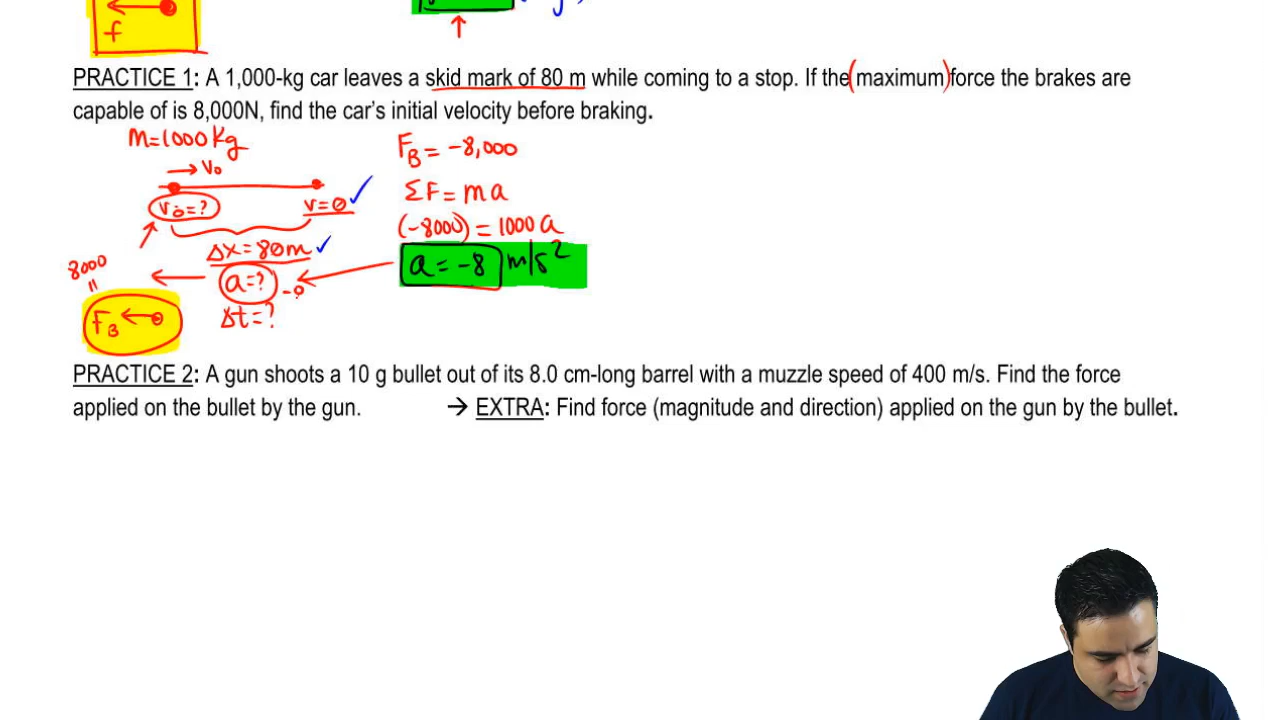 f
PRACTICE 1: A 1,000-kg car leaves a skid mark of 80 m while coming to a stop. If the (maximum) force the brakes are
capable of is 8,000N, find the car's initial velocity before braking.
M=1000 Kg
→ V₀
V₀=?
V=0
Δx=80m
a=?
-8
Δt=?
8000
=
F_B
F_B = -8,000
ΣF = ma
(-8000) = 1000a
a = -8 m/s²
PRACTICE 2: A gun shoots a 10 g bullet out of its 8.0 cm-long barrel with a muzzle speed of 400 m/s. Find the force
applied on the bullet by the gun. → EXTRA: Find force (magnitude and direction) applied on the gun by the bullet.